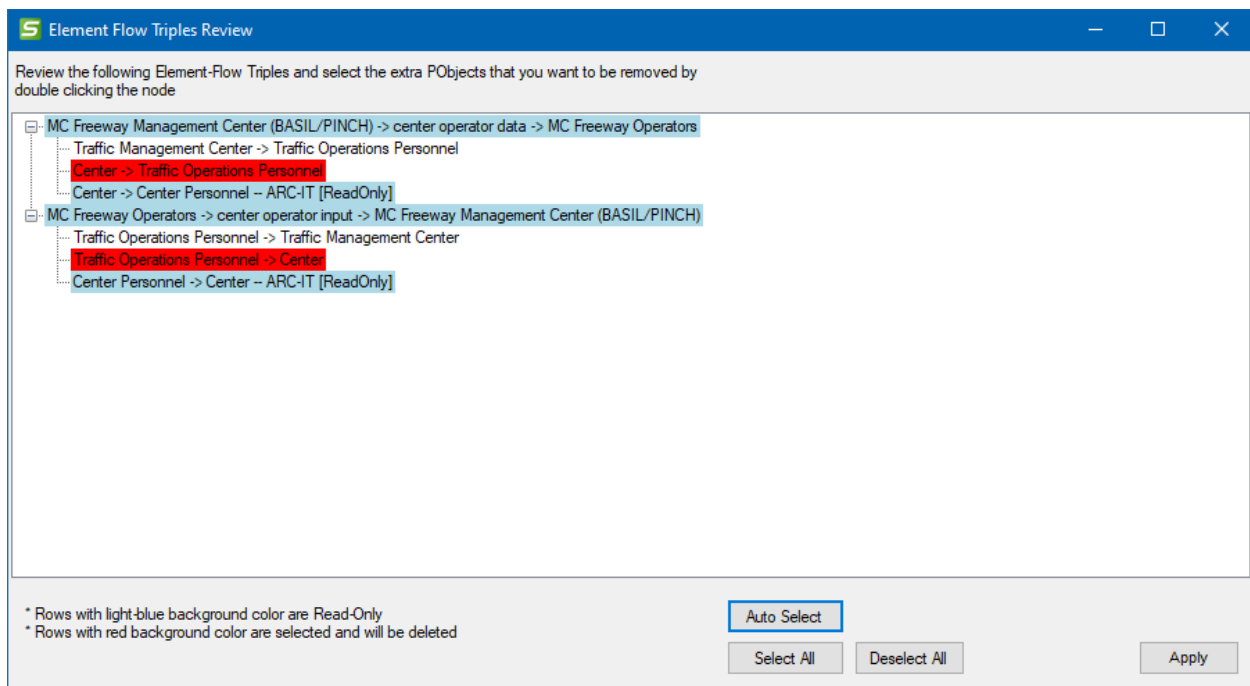 Element Flow Triples Review
Review the following Element-Flow Triples and select the extra PObjects that you want to be removed by
double clicking the node
MC Freeway Management Center (BASIL/PINCH) -> center operator data -> MC Freeway Operators
Traffic Management Center -> Traffic Operations Personnel
Center -> Traffic Operations Personnel
Center -> Center Personnel -- ARC-IT [ReadOnly]
MC Freeway Operators -> center operator input -> MC Freeway Management Center (BASIL/PINCH)
Traffic Operations Personnel -> Traffic Management Center
Traffic Operations Personnel -> Center
Center Personnel -> Center -- ARC-IT [ReadOnly]
* Rows with light-blue background color are Read-Only
* Rows with red background color are selected and will be deleted
Auto Select
Select All
Deselect All
Apply